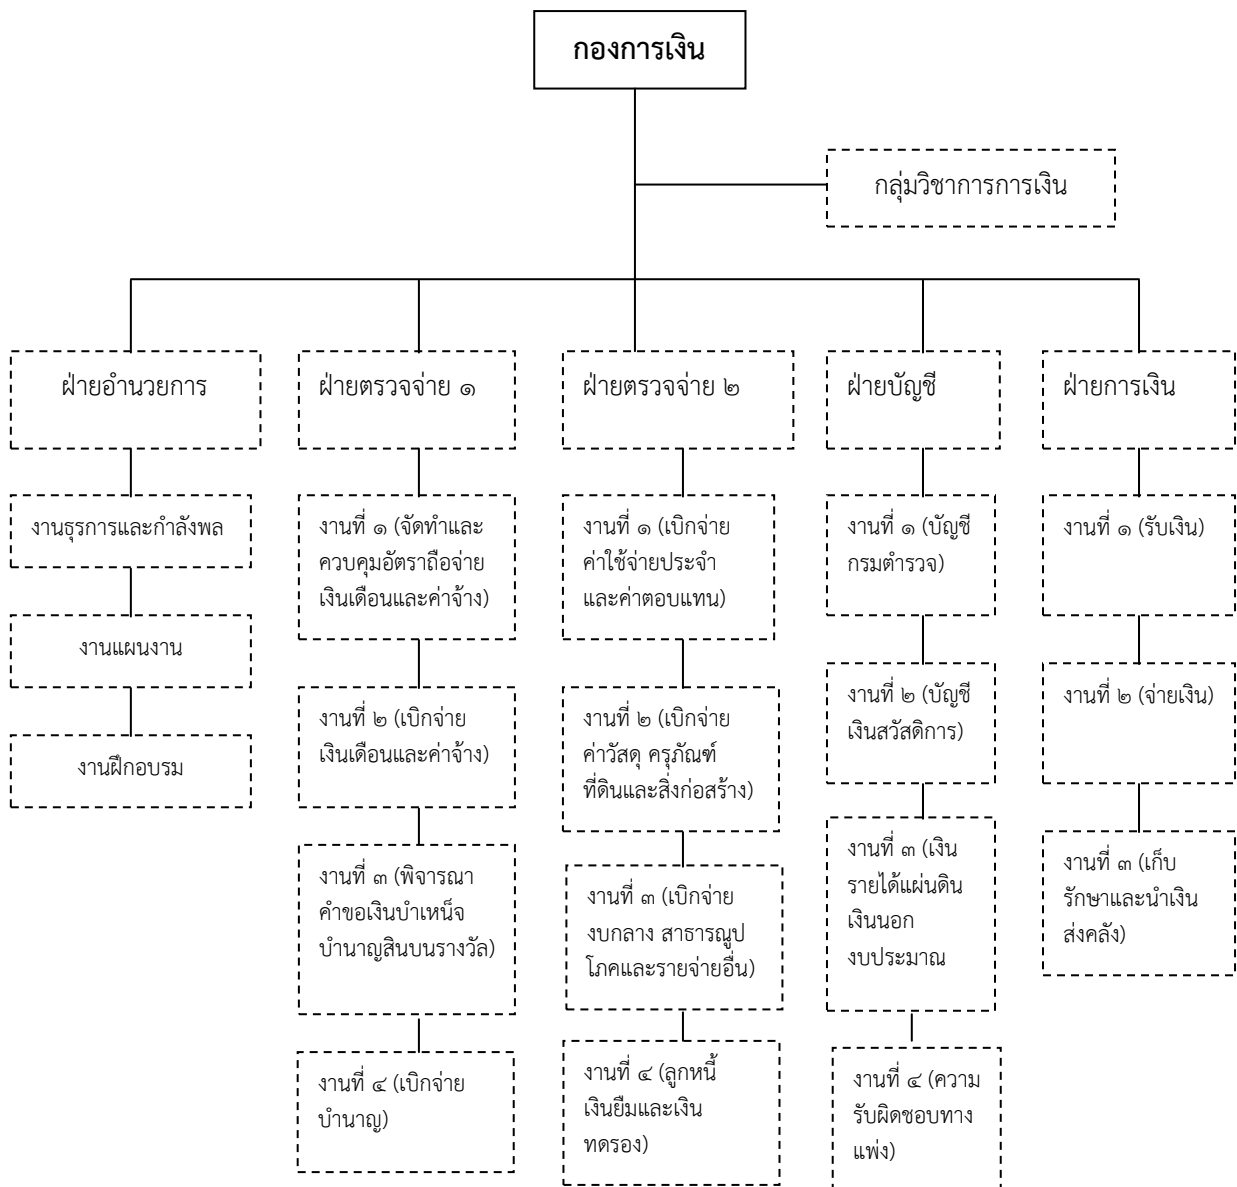 กองการเงิน
กลุ่มวิชาการการเงิน
ฝ่ายอำนวยการ
งานธุรการและกำลังพล
งานแผนงาน
งานฝึกอบรม
ฝ่ายตรวจจ่าย ๑
งานที่ ๑ (จัดทำและ
ควบคุมอัตราถือจ่าย
เงินเดือนและค่าจ้าง)
งานที่ ๒ (เบิกจ่าย
เงินเดือนและค่าจ้าง)
งานที่ ๓ (พิจารณา
คำขอเงินบำเหน็จ
บำนาญสินบนรางวัล)
งานที่ ๔ (เบิกจ่าย
บำนาญ)
ฝ่ายตรวจจ่าย ๒
งานที่ ๑ (เบิกจ่าย
ค่าใช้จ่ายประจำ
และค่าตอบแทน)
งานที่ ๒ (เบิกจ่าย
ค่าวัสดุ ครุภัณฑ์
ที่ดินและสิ่งก่อสร้าง)
งานที่ ๓ (เบิกจ่าย
งบกลาง สาธารณูป
โภคและรายจ่ายอื่น)
งานที่ ๔ (ลูกหนี้
เงินยืมและเงิน
ทดรอง)
ฝ่ายบัญชี
งานที่ ๑ (บัญชี
กรมตำรวจ)
งานที่ ๒ (บัญชี
เงินสวัสดิการ)
งานที่ ๓ (เงิน
รายได้แผ่นดิน
เงินนอก
งบประมาณ
งานที่ ๔ (ความ
รับผิดชอบทาง
แพ่ง)
ฝ่ายการเงิน
งานที่ ๑ (รับเงิน)
งานที่ ๒ (จ่ายเงิน)
งานที่ ๓ (เก็บ
รักษาและนำเงิน
ส่งคลัง)